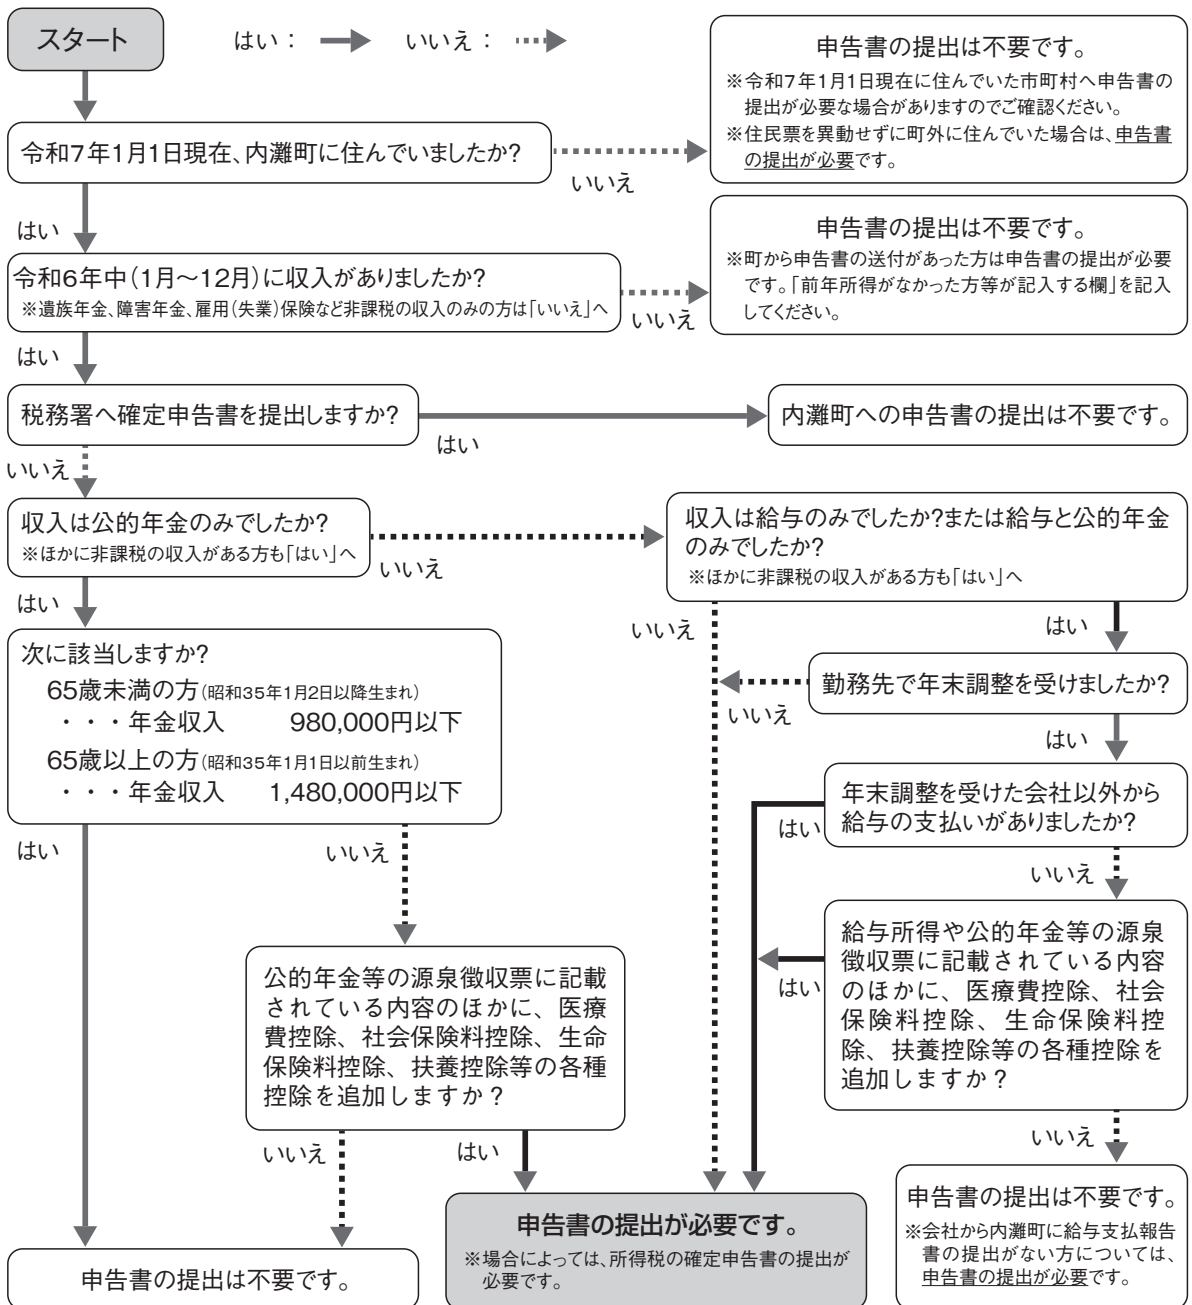 スタート
はい：
いいえ：
申告書の提出は不要です。
※令和7年1月1日現在に住んでいた市町村へ申告書の
提出が必要な場合がありますのでご確認ください。
※住民票を異動せずに町外に住んでいた場合は、申告書
の提出が必要です。
令和7年1月1日現在、内灘町に住んでいましたか？
いいえ
はい
申告書の提出は不要です。
※町から申告書の送付があった方は申告書の提出が必要
です。「前年所得がなかった方等が記入する欄」を記入
してください。
令和6年中（1月～12月）に収入がありましたか？
※遺族年金、障害年金、雇用（失業）保険など非課税の収入のみの方は「いいえ」へ
いいえ
はい
税務署へ確定申告書を提出しますか？
はい
内灘町への申告書の提出は不要です。
いいえ
収入は公的年金のみでしたか？
※ほかに非課税の収入がある方も「はい」へ
いいえ
収入は給与のみでしたか？または給与と公的年金
のみでしたか？
※ほかに非課税の収入がある方も「はい」へ
はい
いいえ
はい
次に該当しますか？
65歳未満の方（昭和35年1月2日以降生まれ）
・・・年金収入　980,000円以下
65歳以上の方（昭和35年1月1日以前生まれ）
・・・年金収入　1,480,000円以下
勤務先で年末調整を受けましたか？
いいえ
はい
年末調整を受けた会社以外から
給与の支払いがありましたか？
はい
いいえ
はい
いいえ
給与所得や公的年金等の源泉
徴収票に記載されている内容
のほかに、医療費控除、社会
保険料控除、生命保険料控
除、扶養控除等の各種控除を
追加しますか？
はい
いいえ
公的年金等の源泉徴収票に記載
されている内容のほかに、医療
費控除、社会保険料控除、生命
保険料控除、扶養控除等の各種
控除を追加しますか？
いいえ
はい
申告書の提出は不要です。
申告書の提出が必要です。
※場合によっては、所得税の確定申告書の提出が
必要です。
申告書の提出は不要です。
※会社から内灘町に給与支払報告
書の提出がない方については、
申告書の提出が必要です。